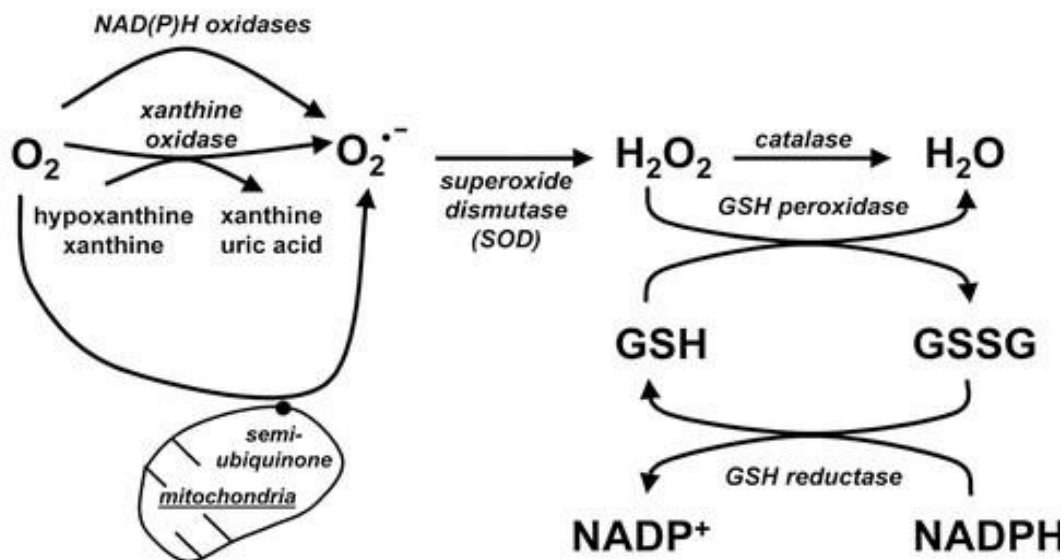 NAD(P)H oxidases
xanthine
oxidase
O₂
O₂•−
H₂O₂
catalase
H₂O
superoxide
dismutase
(SOD)
hypoxanthine
xanthine
xanthine
uric acid
GSH peroxidase
GSH
GSSG
semi-
ubiquinone
mitochondria
GSH reductase
NADP⁺
NADPH